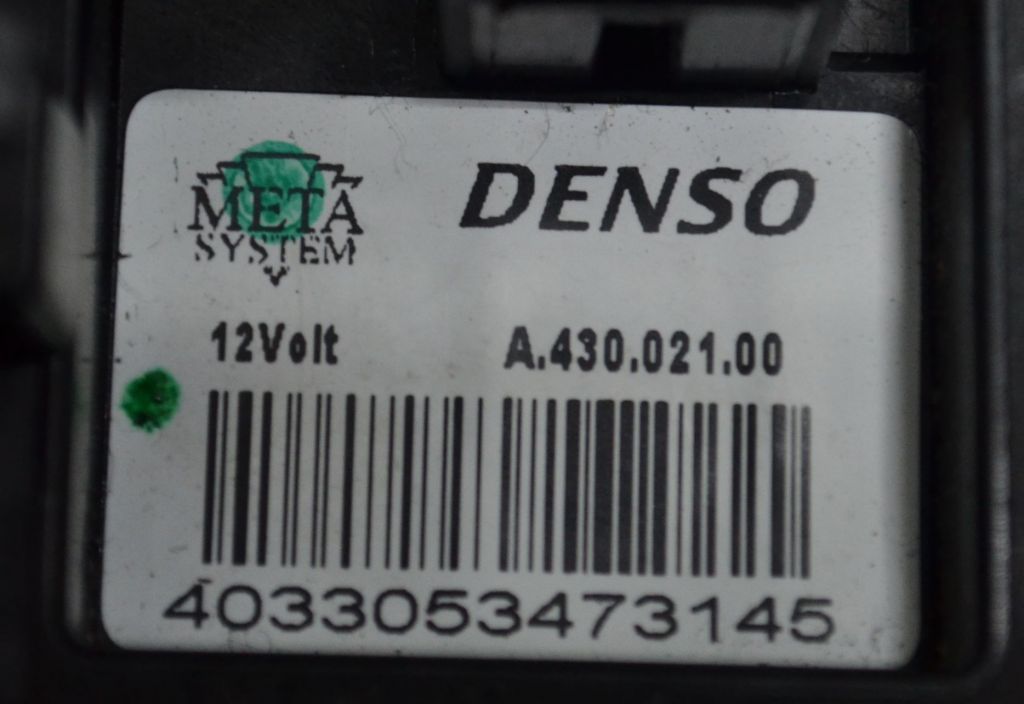 META
SYSTEM
DENSO
12Volt
A.430.021.00
4033053473145